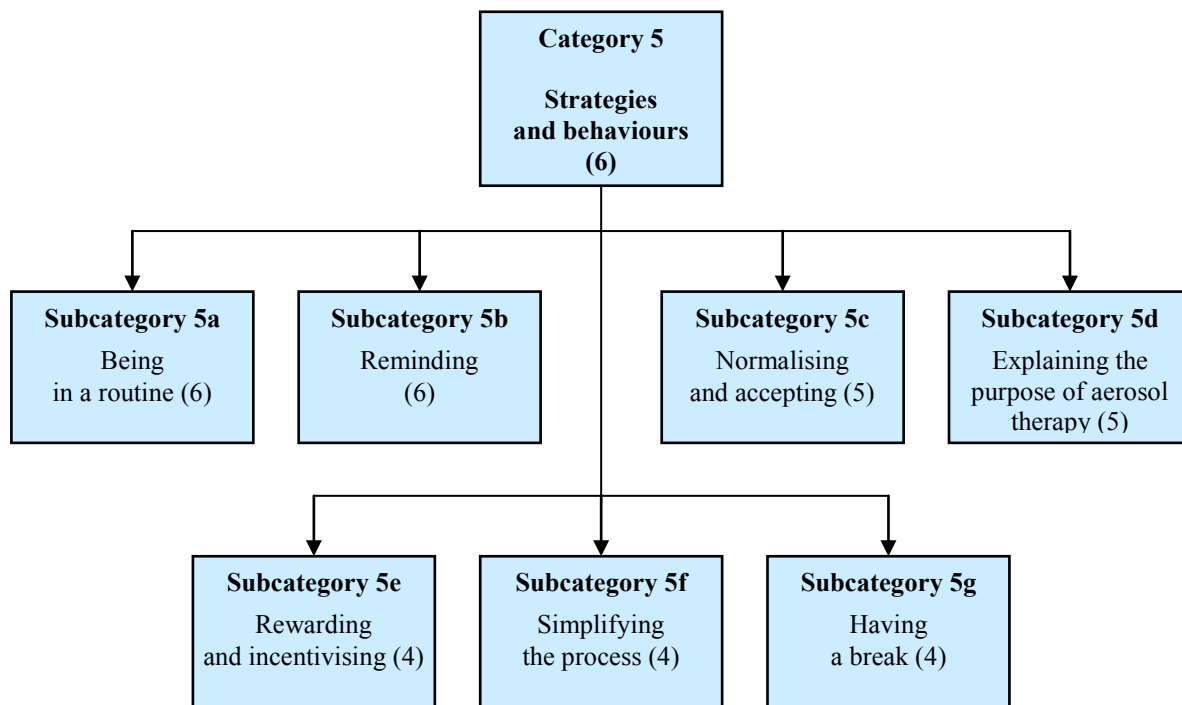 Category 5
Strategies
and behaviours
(6)
Subcategory 5a
Being
in a routine (6)
Subcategory 5b
Reminding
(6)
Subcategory 5c
Normalising
and accepting (5)
Subcategory 5d
Explaining the
purpose of aerosol
therapy (5)
Subcategory 5e
Rewarding
and incentivising (4)
Subcategory 5f
Simplifying
the process (4)
Subcategory 5g
Having
a break (4)